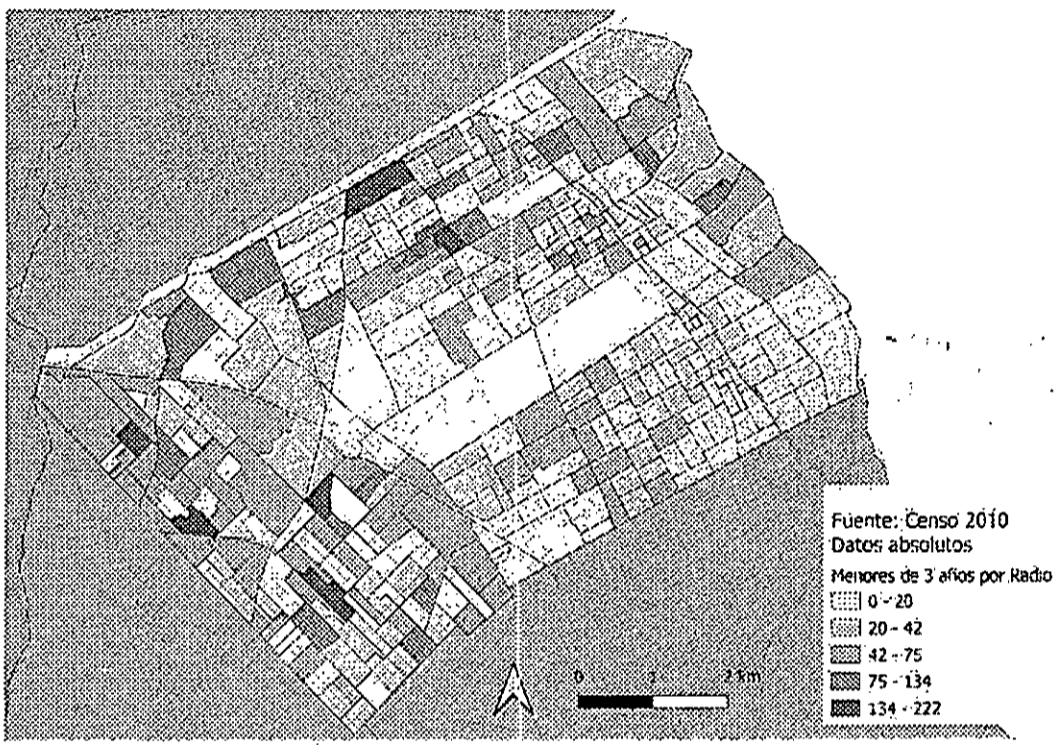 Fuente: Censo 2010
Datos absolutos
Menores de 3 años por Radio
0 - 20
20 - 42
42 - 75
75 - 134
134 - 222
0 1 2 km